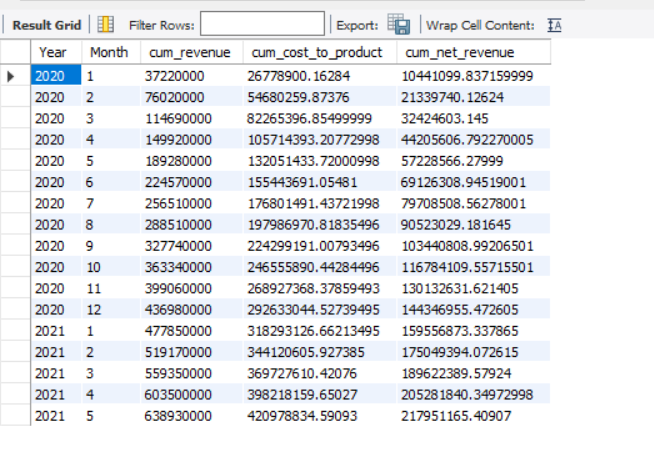 Result Grid Filter Rows: Export: Wrap Cell Content: IA
Year Month cum_revenue cum_cost_to_product cum_net_revenue
2020 1 37220000 26778900.16284 10441099.837159999
2020 2 76020000 54680259.87376 21339740.12624
2020 3 114690000 82265396.85499999 32424603.145
2020 4 149920000 105714393.20772998 44205606.792270005
2020 5 189280000 132051433.72000998 57228566.27999
2020 6 224570000 155443691.05481 69126308.94519001
2020 7 256510000 176801491.43721998 79708508.56278001
2020 8 288510000 197986970.81835496 90523029.181645
2020 9 327740000 224299191.00793496 103440808.99206501
2020 10 363340000 246555890.44284496 116784109.55715501
2020 11 399060000 268927368.37859493 130132631.621405
2020 12 436980000 292633044.52739495 144346955.472605
2021 1 477850000 318293126.66213495 159556873.337865
2021 2 519170000 344120605.927385 175049394.072615
2021 3 559350000 369727610.42076 189622389.57924
2021 4 603500000 398218159.65027 205281840.34972998
2021 5 638930000 420978834.59093 217951165.40907